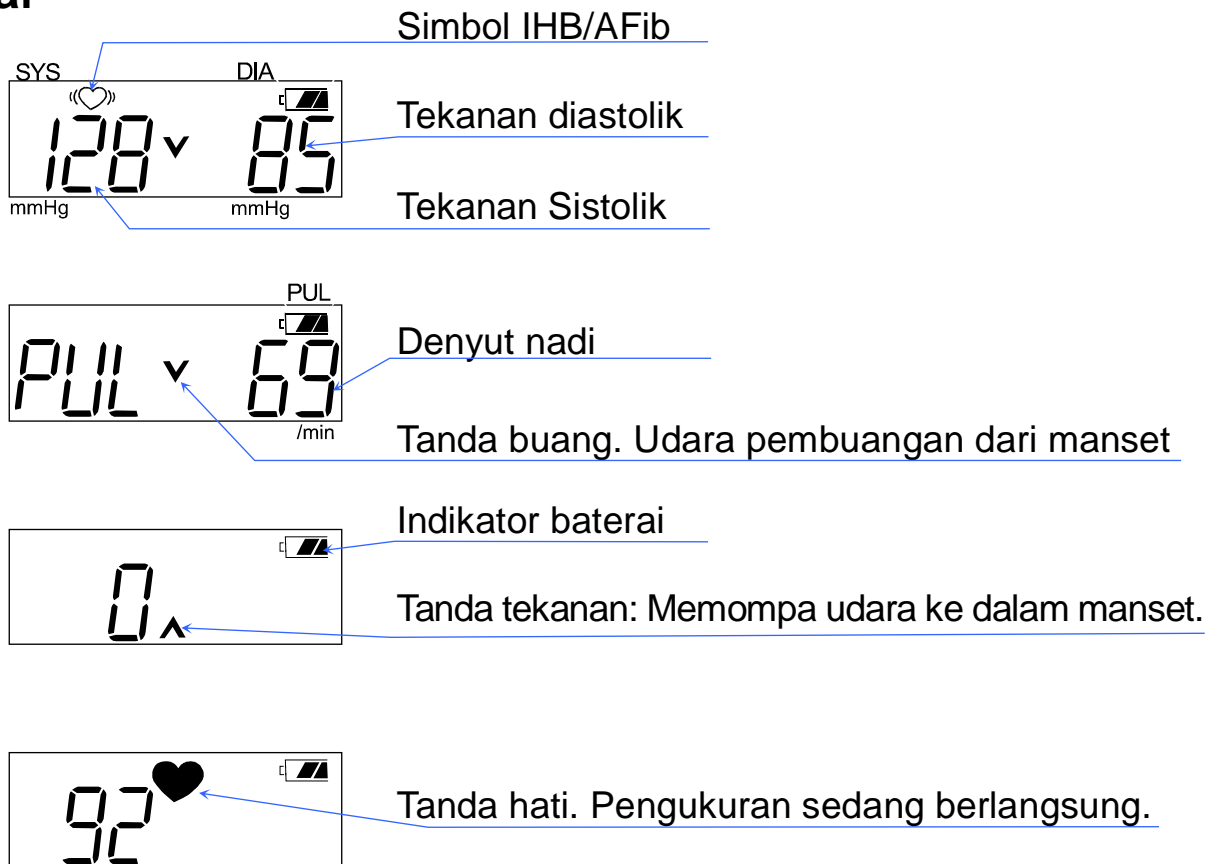 Simbol IHB/AFib
SYS DIA
128 85
Tekanan diastolik
mmHg mmHg
Tekanan Sistolik
PUL
PUL 69
Denyut nadi
/min
Tanda buang. Udara pembuangan dari manset
Indikator baterai
0
Tanda tekanan: Memompa udara ke dalam manset.
92
Tanda hati. Pengukuran sedang berlangsung.